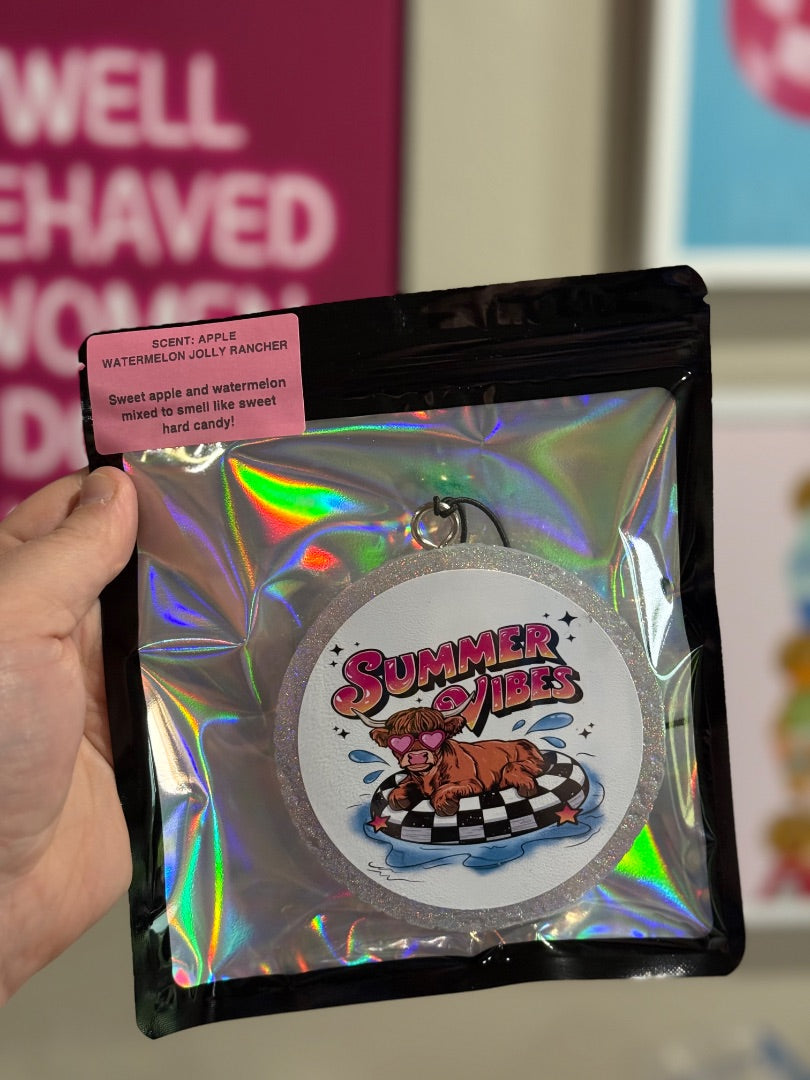 WELL
EHAVED
WOMEN
SCENT: APPLE
WATERMELON JOLLY RANCHER
Sweet apple and watermelon
mixed to smell like sweet
hard candy!
SUMMER
VIBES